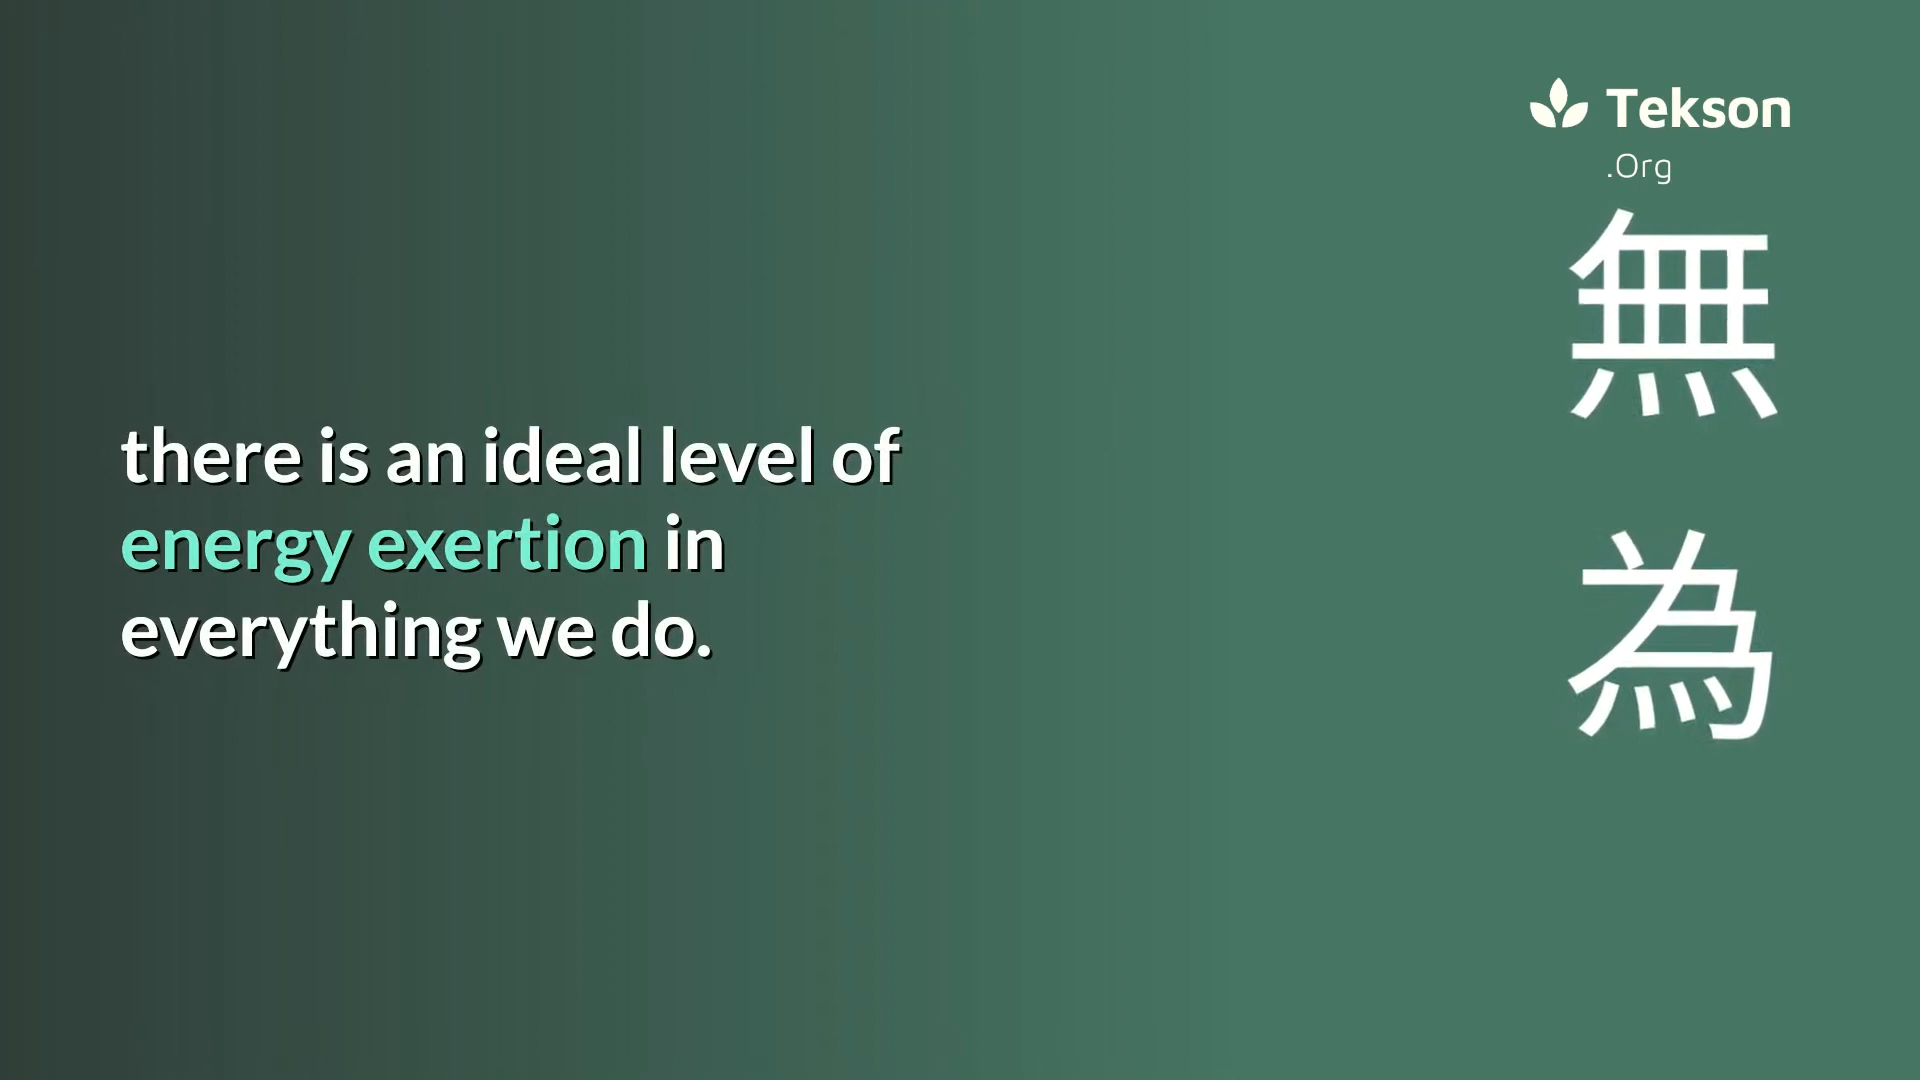 Tekson
.Org
無
為
there is an ideal level of
energy exertion in
everything we do.